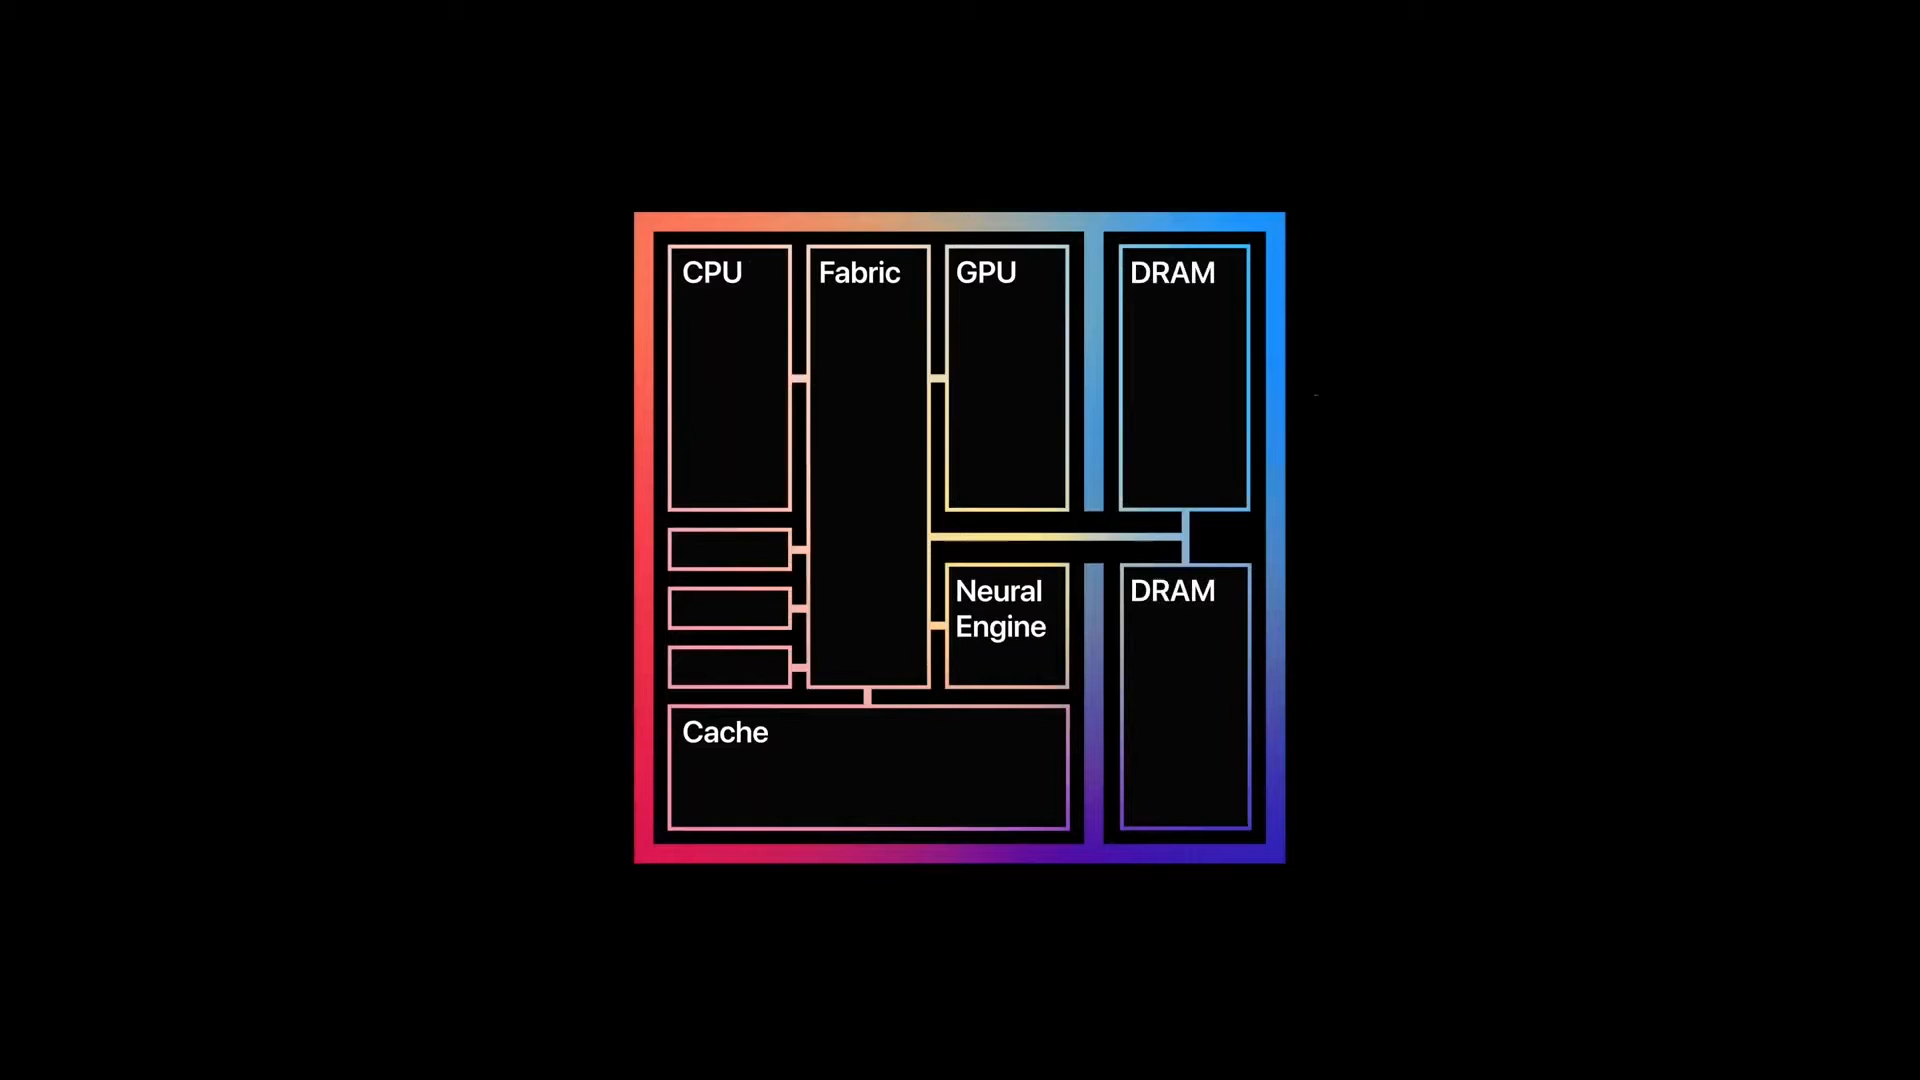 CPU
Fabric
GPU
DRAM
Neural
Engine
DRAM
Cache